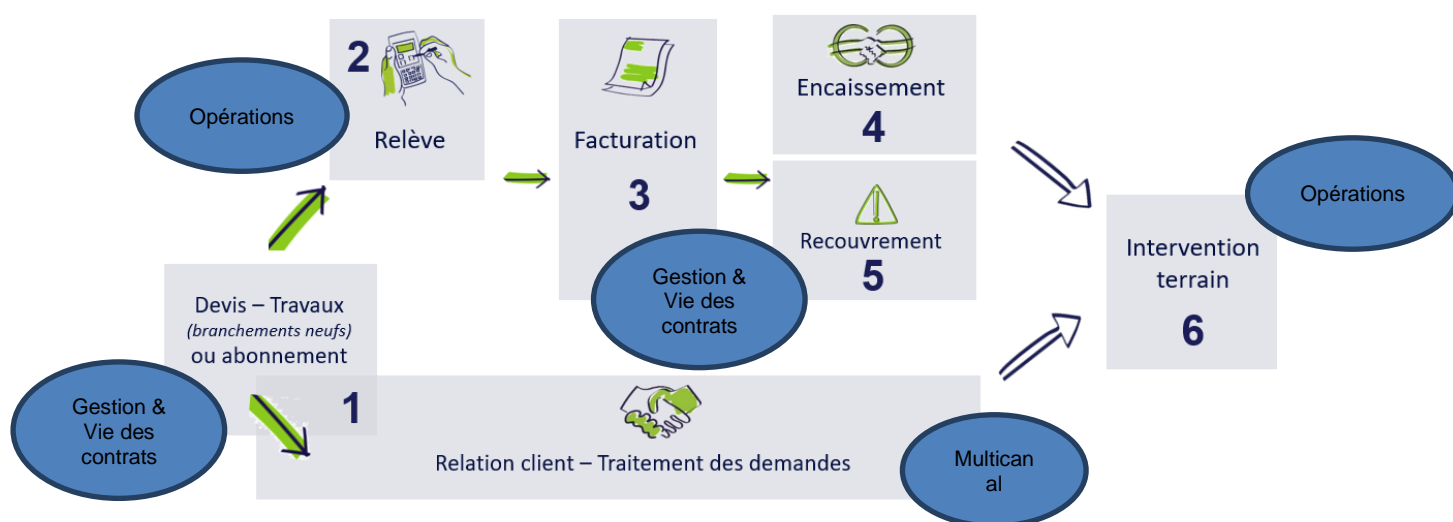 2
Opérations
Relève
Facturation
3
Encaissement
4
Recouvrement
5
Gestion &
Vie des
contrats
Opérations
Intervention
terrain
6
Devis – Travaux
(branchements neufs)
ou abonnement
1
Gestion &
Vie des
contrats
Relation client – Traitement des demandes
Multican
al